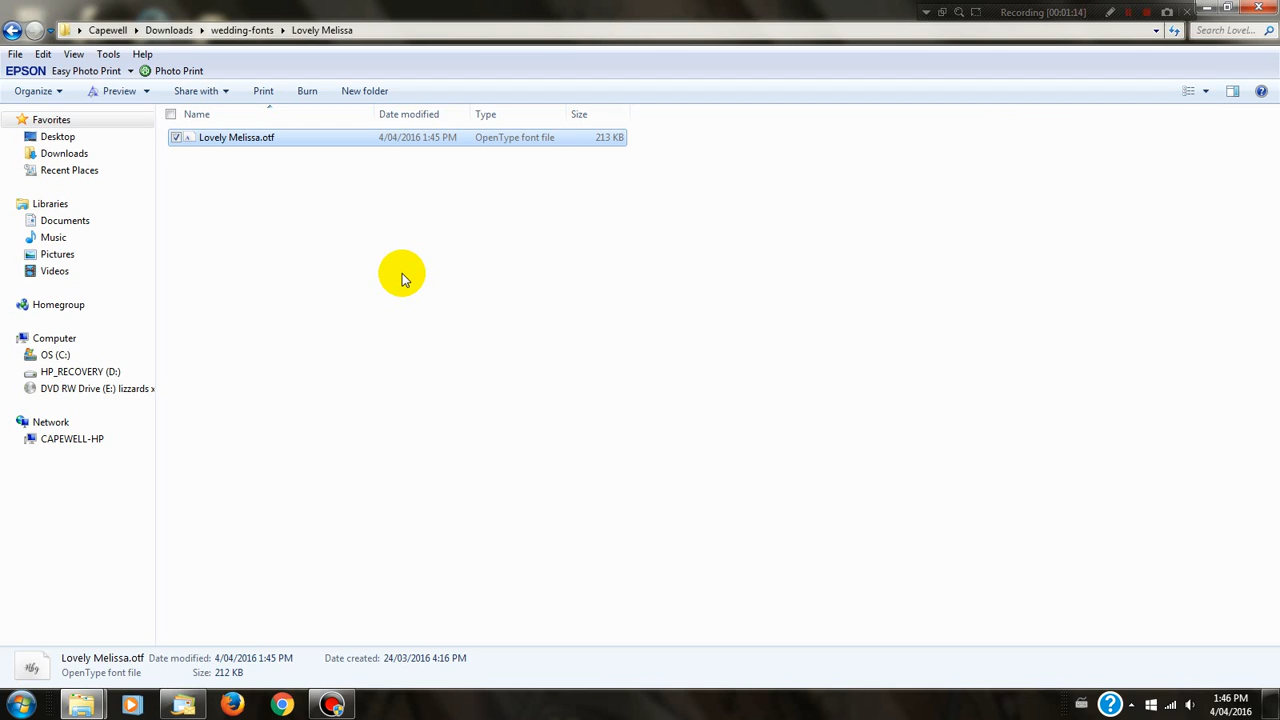 Recording [00:01:14]
Capewell Downloads wedding-fonts Lovely Melissa Search Lovel...
File Edit View Tools Help
EPSON Easy Photo Print Photo Print
Organize Preview Share with Print Burn New folder
Name Date modified Type Size
Lovely Melissa.otf 4/04/2016 1:45 PM OpenType font file 213 KB
Favorites
Desktop
Downloads
Recent Places
Libraries
Documents
Music
Pictures
Videos
Homegroup
Computer
OS (C:)
HP_RECOVERY (D:)
DVD RW Drive (E:) lizzards x
Network
CAPEWELL-HP
Lovely Melissa.otf Date modified: 4/04/2016 1:45 PM Date created: 24/03/2016 4:16 PM
OpenType font file Size: 212 KB
1:46 PM
4/04/2016